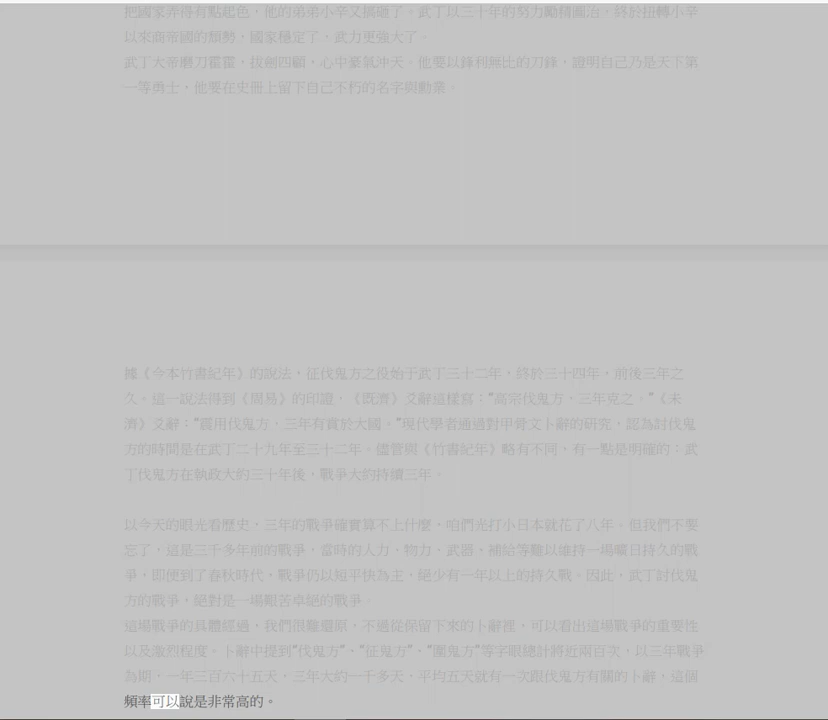 把國家弄得有點起色，他的弟弟小辛又搞砸了。武丁以三十年的努力勵精圖治，終於扭轉小辛
以來商帝國的頹勢，國家穩定了，武力更強大了。
武丁大帝磨刀霍霍，拔劍四顧，心中豪氣沖天。他要以鋒利無比的刀鋒，證明自己乃是天下第
一等勇士，他要在史冊上留下自己不朽的名字與勳業。
據《今本竹書紀年》的說法，征伐鬼方之役始于武丁三十二年，終於三十四年，前後三年之
久。這一說法得到《周易》的印證，《既濟》爻辭這樣寫："高宗伐鬼方，三年克之。"《未
濟》爻辭："震用伐鬼方，三年有賞於大國。"現代學者通過對甲骨文卜辭的研究，認為討伐鬼
方的時間是在武丁二十九年至三十二年。儘管與《竹書紀年》略有不同，有一點是明確的：武
丁伐鬼方在執政大約三十年後，戰爭大約持續三年。
以今天的眼光看歷史，三年的戰爭確實算不上什麼，咱們光打小日本就花了八年。但我們不要
忘了，這是三千多年前的戰爭，當時的人力、物力、武器、補給等難以維持一場曠日持久的戰
爭，即便到了春秋時代，戰爭仍以短平快為主，絕少有一年以上的持久戰。因此，武丁討伐鬼
方的戰爭，絕對是一場艱苦卓絕的戰爭。
這場戰爭的具體經過，我們很難還原，不過從保留下來的卜辭裡，可以看出這場戰爭的重要性
以及激烈程度。卜辭中提到"伐鬼方"、"征鬼方"、"圍鬼方"等字眼總計將近兩百次，以三年戰爭
為期，一年三百六十五天，三年大約一千多天，平均五天就有一次跟伐鬼方有關的卜辭，這個
頻率可以說是非常高的。